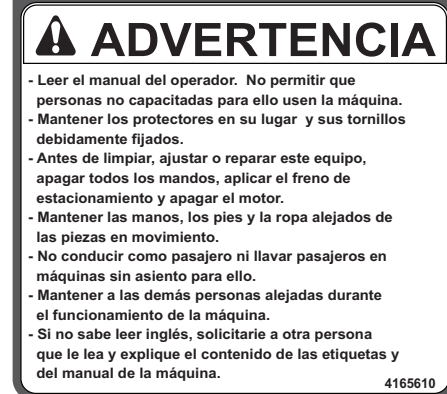 ADVERTENCIA
- Leer el manual del operador. No permitir que
personas no capacitadas para ello usen la máquina.
- Mantener los protectores en su lugar y sus tornillos
debidamente fijados.
- Antes de limpiar, ajustar o reparar este equipo,
apagar todos los mandos, aplicar el freno de
estacionamiento y apagar el motor.
- Mantener las manos, los pies y la ropa alejados de
las piezas en movimiento.
- No conducir como pasajero ni llavar pasajeros en
máquinas sin asiento para ello.
- Mantener a las demás personas alejadas durante
el funcionamiento de la máquina.
- Si no sabe leer inglés, solicitarie a otra persona
que le lea y explique el contenido de las etiquetas y
del manual de la máquina.
4165610